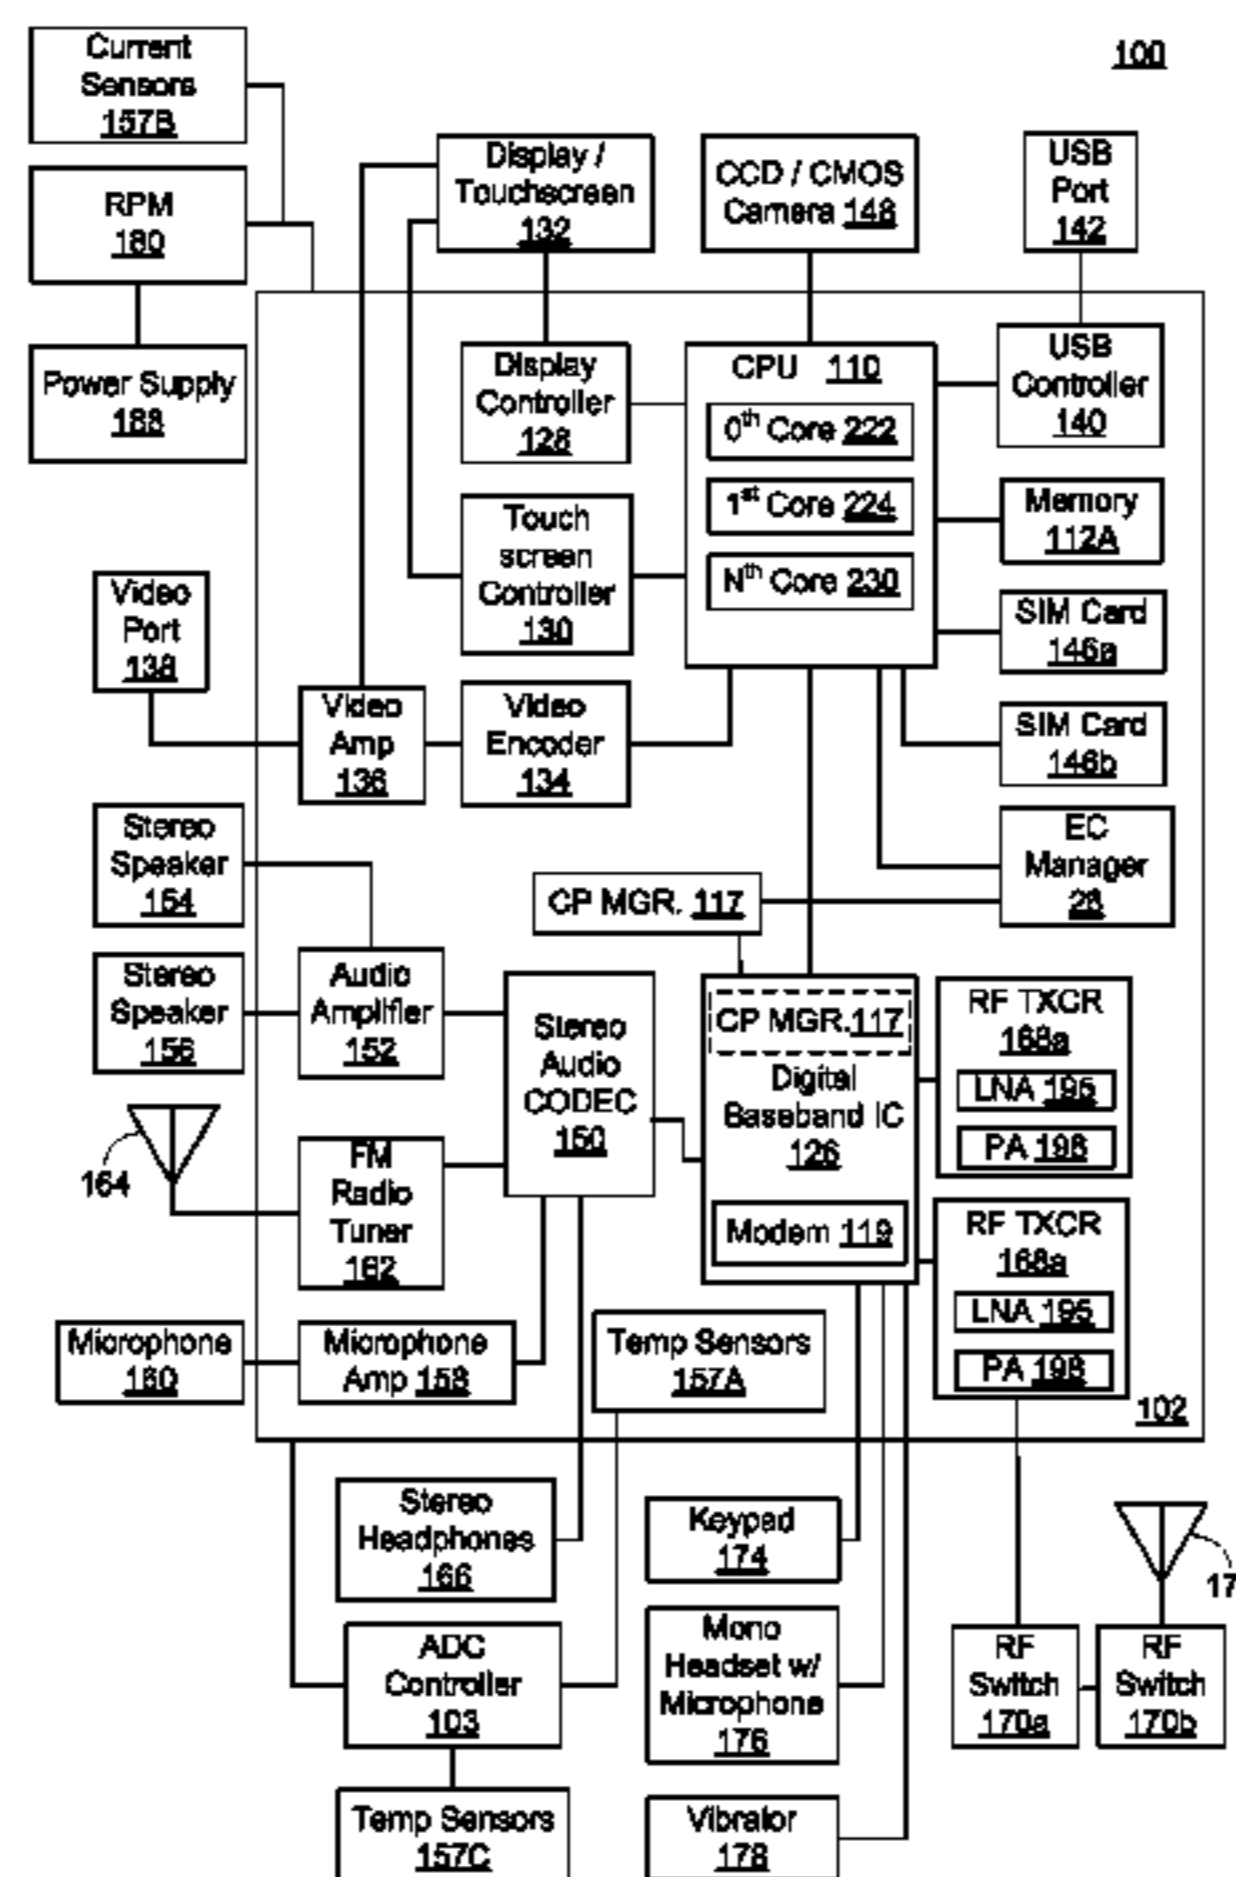 Current
Sensors
157B
100
RPM
180
Display /
Touchscreen
132
CCD / CMOS
Camera 148
USB
Port
142
Power Supply
188
Display
Controller
128
CPU 110
0th Core 222
1st Core 224
Nth Core 230
USB
Controller
140
Touch
screen
Controller
130
Memory
112A
Video
Port
138
SIM Card
146a
Video
Amp
136
Video
Encoder
134
SIM Card
146b
Stereo
Speaker
154
EC
Manager
26
CP MGR. 117
Stereo
Speaker
156
Audio
Amplifier
152
Stereo
Audio
CODEC
150
CP MGR.117
Digital
Baseband IC
126
Modem 119
RF TXCR
168a
LNA 195
PA 198
164
FM
Radio
Tuner
162
RF TXCR
168a
LNA 195
PA 198
Microphone
160
Microphone
Amp 158
Temp Sensors
157A
102
Stereo
Headphones
166
Keypad
174
17
ADC
Controller
103
Mono
Headset w/
Microphone
176
RF
Switch
170a
RF
Switch
170b
Temp Sensors
157C
Vibrator
178